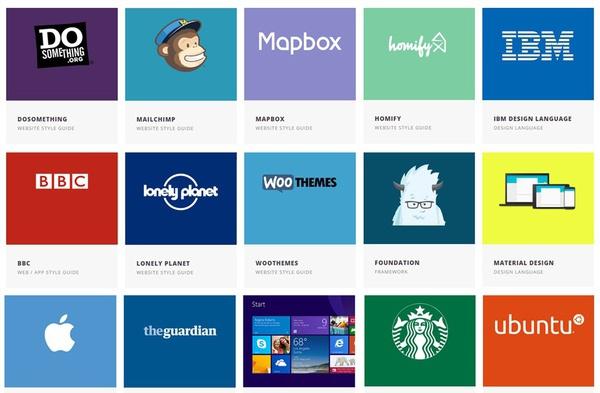 DO
SOMETHING
.ORG
Mapbox
homify
IBM
DOSOMETHING
WEBSITE STYLE GUIDE
MAILCHIMP
WEBSITE STYLE GUIDE
MAPBOX
WEBSITE STYLE GUIDE
HOMIFY
WEBSITE STYLE GUIDE
IBM DESIGN LANGUAGE
DESIGN LANGUAGE
BBC
lonely planet
WOOTHEMES
BBC
WEB / APP STYLE GUIDE
LONELY PLANET
WEBSITE STYLE GUIDE
WOOTHEMES
WEBSITE STYLE GUIDE
FOUNDATION
FRAMEWORK
MATERIAL DESIGN
DESIGN LANGUAGE
theguardian
Start
9
68°
ubuntu